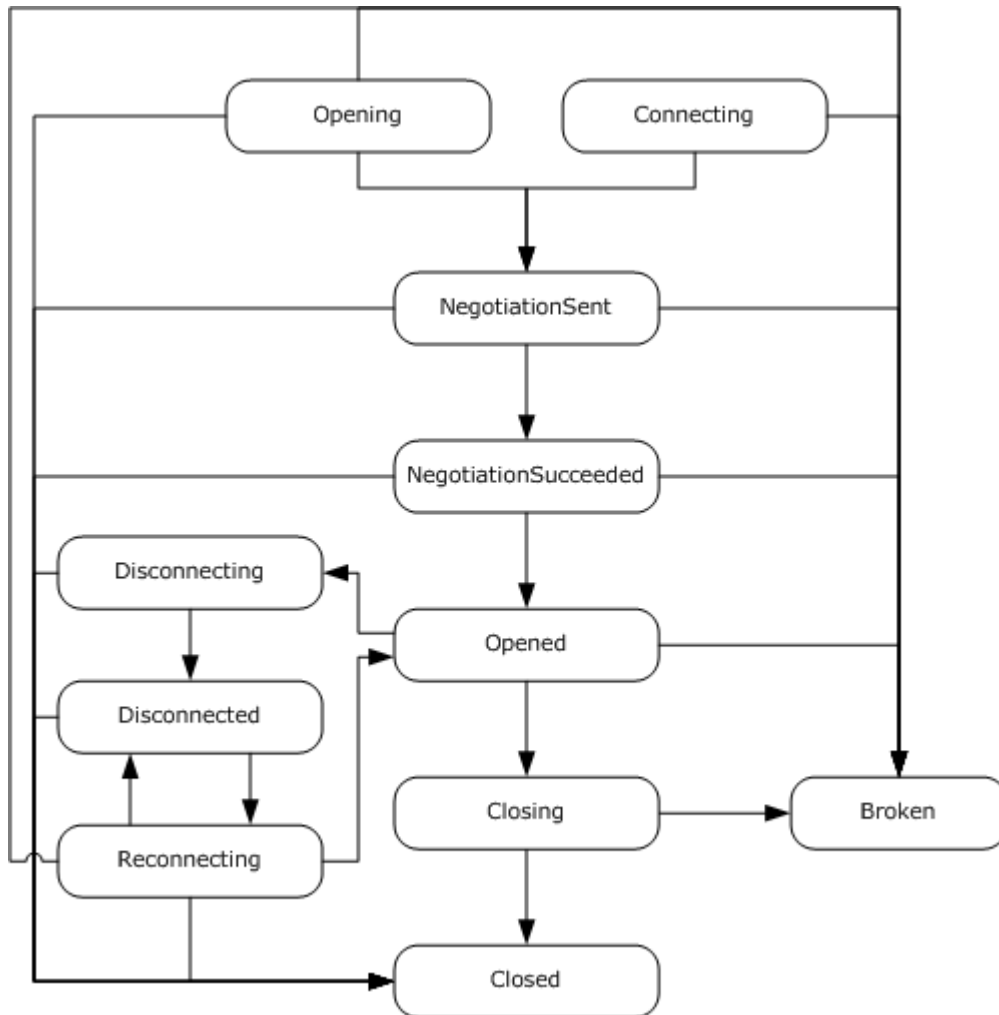 Opening
Connecting
NegotiationSent
NegotiationSucceeded
Disconnecting
Opened
Disconnected
Closing
Broken
Reconnecting
Closed